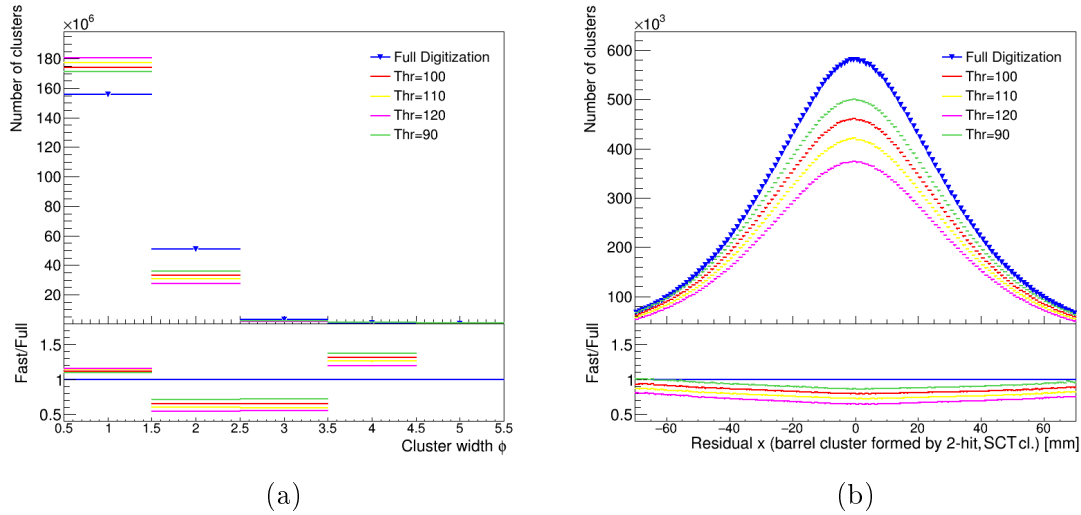 ×10⁶
Number of clusters
180
160
140
120
100
80
60
40
20
Full Digitization
Thr=100
Thr=110
Thr=120
Thr=90
Fast/Full
1.5
1
0.5
0.5 1 1.5 2 2.5 3 3.5 4 4.5 5 5.5
Cluster width ϕ
(a)
×10³
Number of clusters
600
500
400
300
200
100
Full Digitization
Thr=100
Thr=110
Thr=120
Thr=90
Fast/Full
1.5
1
0.5
−60 −40 −20 0 20 40 60
Residual x (barrel cluster formed by 2-hit, SCT cl.) [mm]
(b)